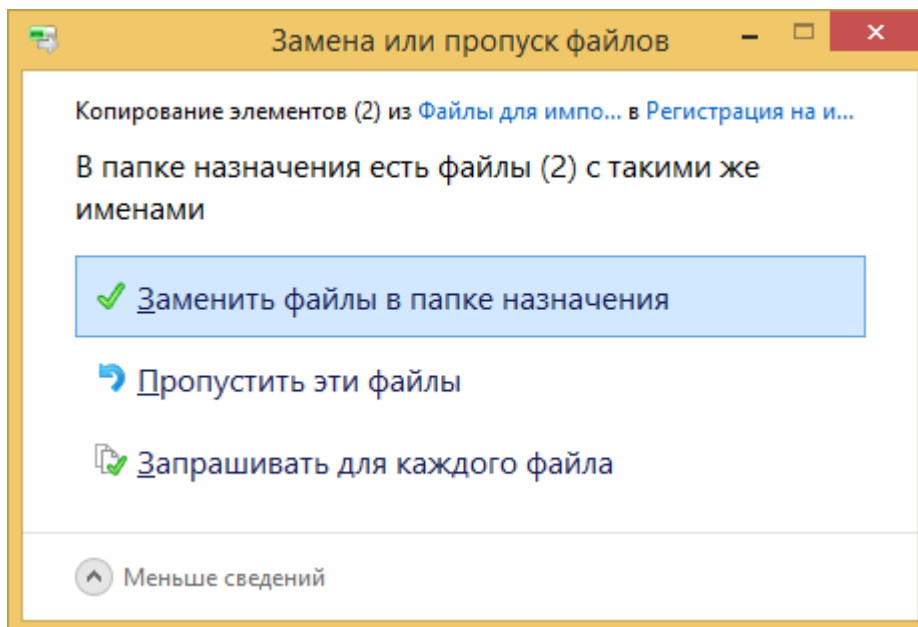 Замена или пропуск файлов
Копирование элементов (2) из Файлы для импо... в Регистрация на и...
В папке назначения есть файлы (2) с такими же
именами
Заменить файлы в папке назначения
Пропустить эти файлы
Запрашивать для каждого файла
Меньше сведений